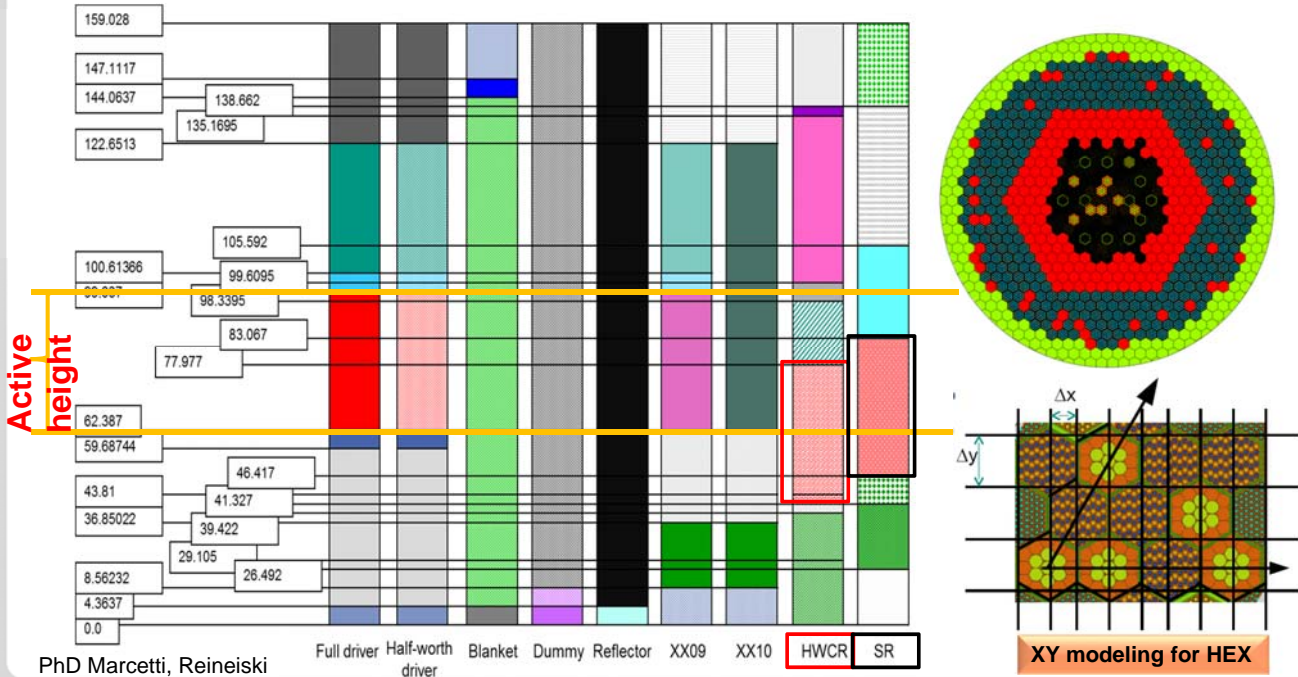 159.028
147.1117
144.0637
138.662
135.1695
122.6513
105.592
100.61366
99.6095
98.3395
83.067
77.977
62.387
59.68744
46.417
43.81
41.327
36.85022
39.422
29.105
26.492
8.56232
4.3637
0.0
Active
height
Full driver
Half-worth
driver
Blanket
Dummy
Reflector
XX09
XX10
HWCR
SR
PhD Marcetti, Reineiski
Δx
Δy
XY modeling for HEX